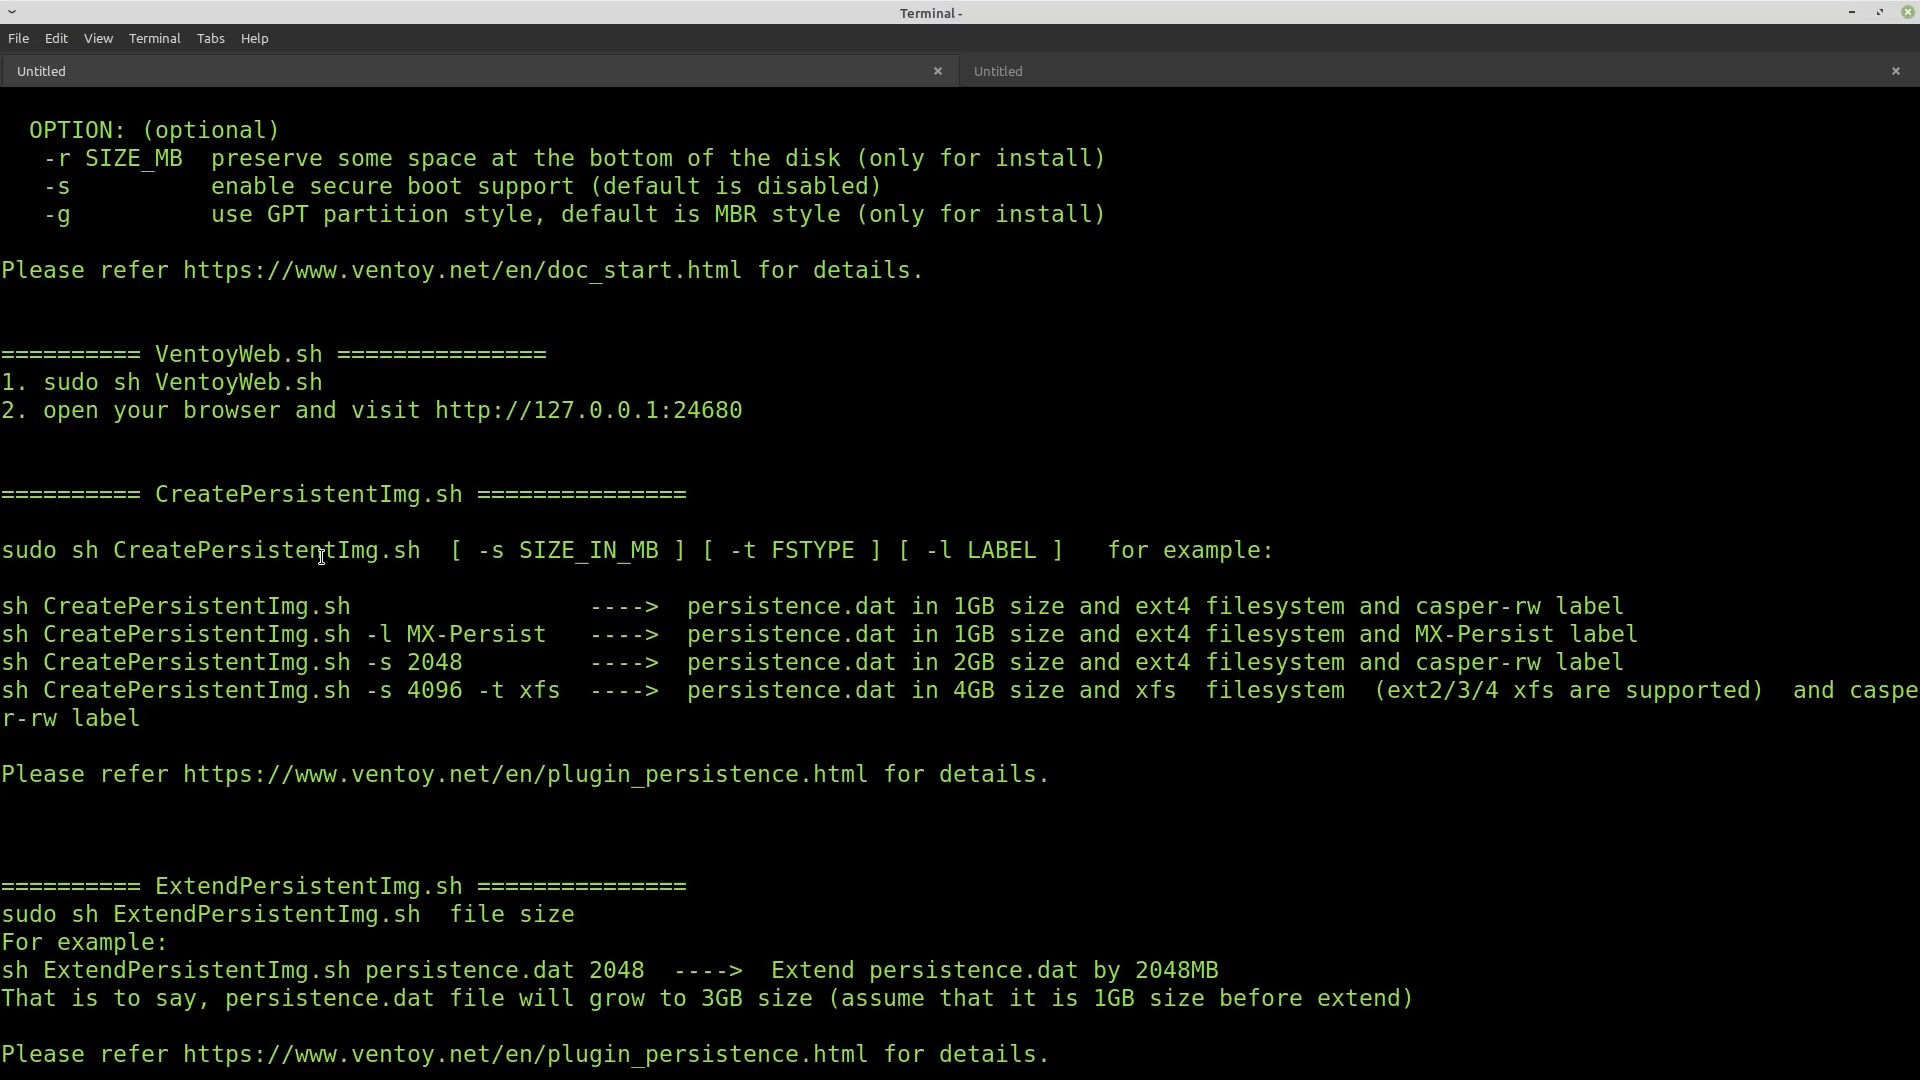 Terminal -
File Edit View Terminal Tabs Help
Untitled Untitled
OPTION: (optional)
-r SIZE_MB  preserve some space at the bottom of the disk (only for install)
-s          enable secure boot support (default is disabled)
-g          use GPT partition style, default is MBR style (only for install)
Please refer https://www.ventoy.net/en/doc_start.html for details.
========== VentoyWeb.sh ===============
1. sudo sh VentoyWeb.sh
2. open your browser and visit http://127.0.0.1:24680
========== CreatePersistentImg.sh ===============
sudo sh CreatePersistentImg.sh  [ -s SIZE_IN_MB ] [ -t FSTYPE ] [ -l LABEL ]   for example:
sh CreatePersistentImg.sh                 ---->  persistence.dat in 1GB size and ext4 filesystem and casper-rw label
sh CreatePersistentImg.sh -l MX-Persist   ---->  persistence.dat in 1GB size and ext4 filesystem and MX-Persist label
sh CreatePersistentImg.sh -s 2048         ---->  persistence.dat in 2GB size and ext4 filesystem and casper-rw label
sh CreatePersistentImg.sh -s 4096 -t xfs  ---->  persistence.dat in 4GB size and xfs  filesystem  (ext2/3/4 xfs are supported)  and caspe
r-rw label
Please refer https://www.ventoy.net/en/plugin_persistence.html for details.
========== ExtendPersistentImg.sh ===============
sudo sh ExtendPersistentImg.sh  file size
For example:
sh ExtendPersistentImg.sh persistence.dat 2048  ---->  Extend persistence.dat by 2048MB
That is to say, persistence.dat file will grow to 3GB size (assume that it is 1GB size before extend)
Please refer https://www.ventoy.net/en/plugin_persistence.html for details.